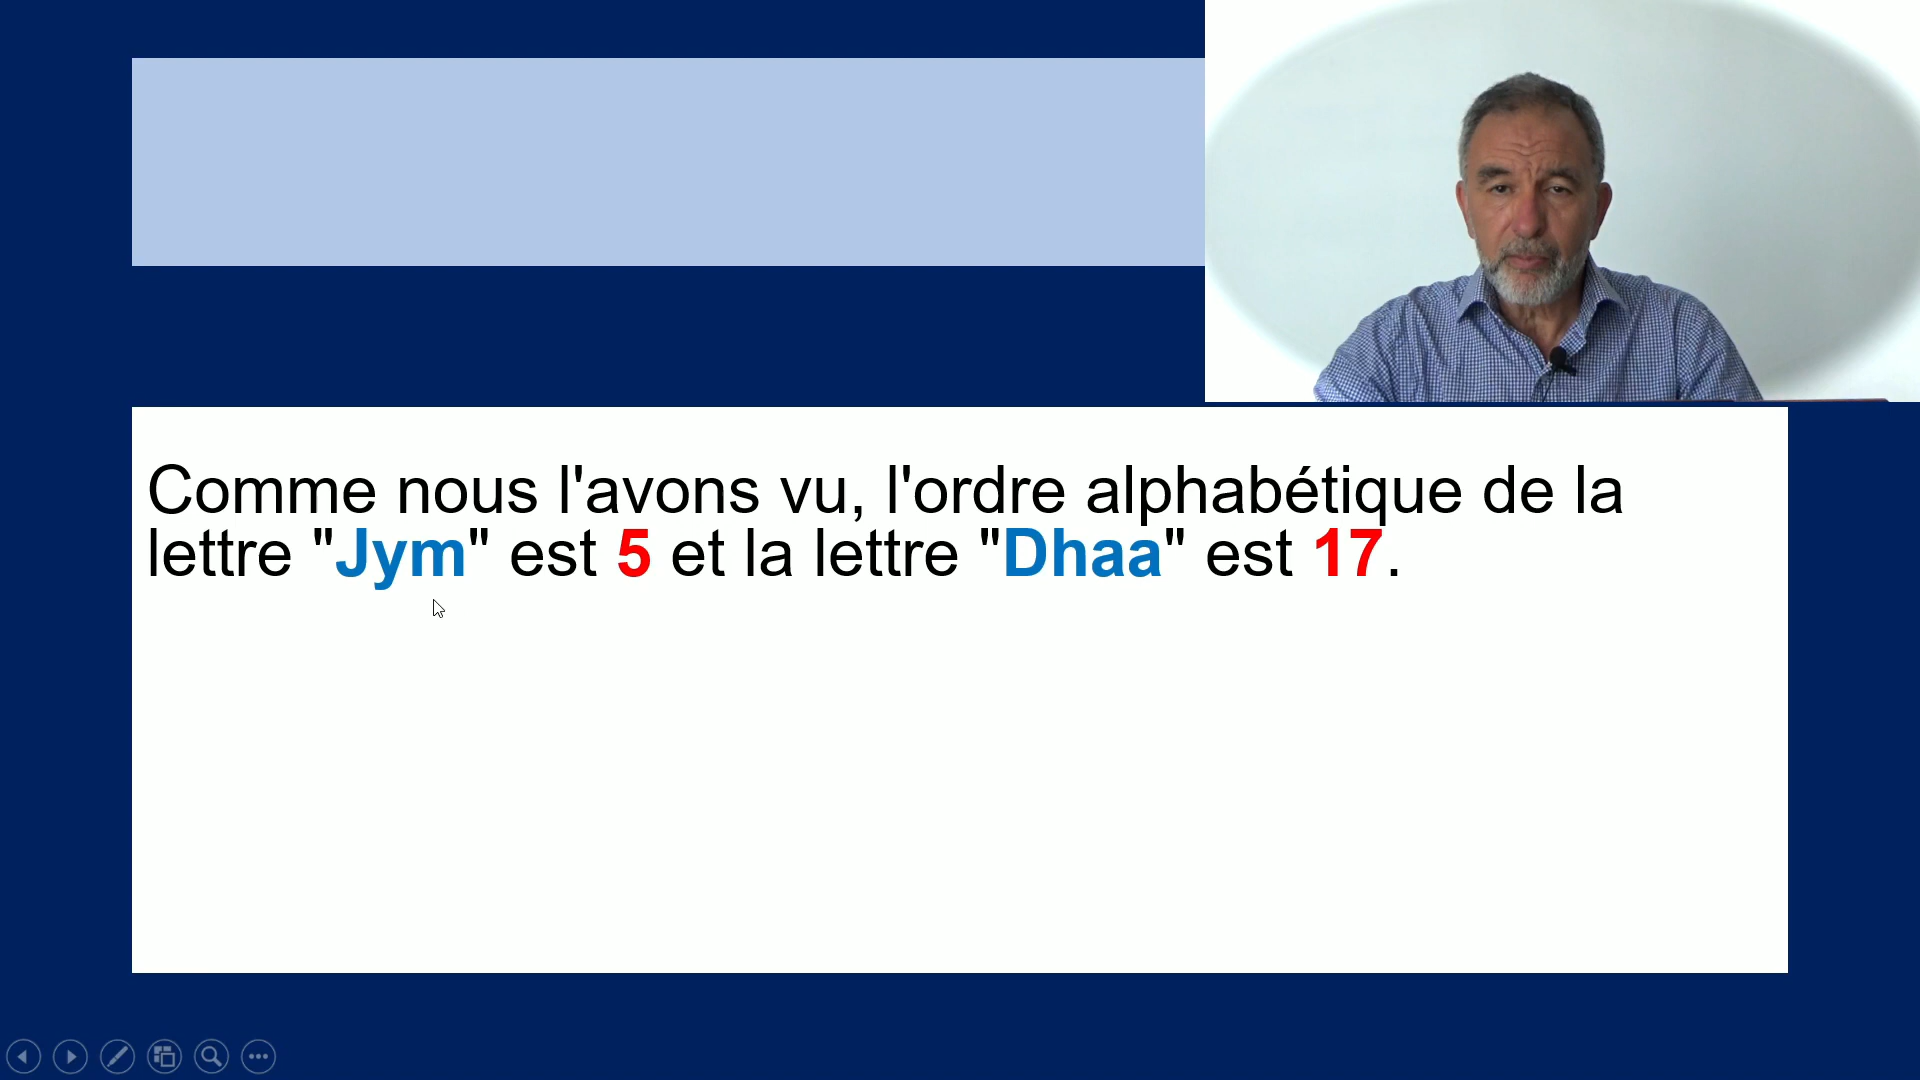 Comme nous l'avons vu, l'ordre alphabétique de la
lettre "Jym" est 5 et la lettre "Dhaa" est 17.